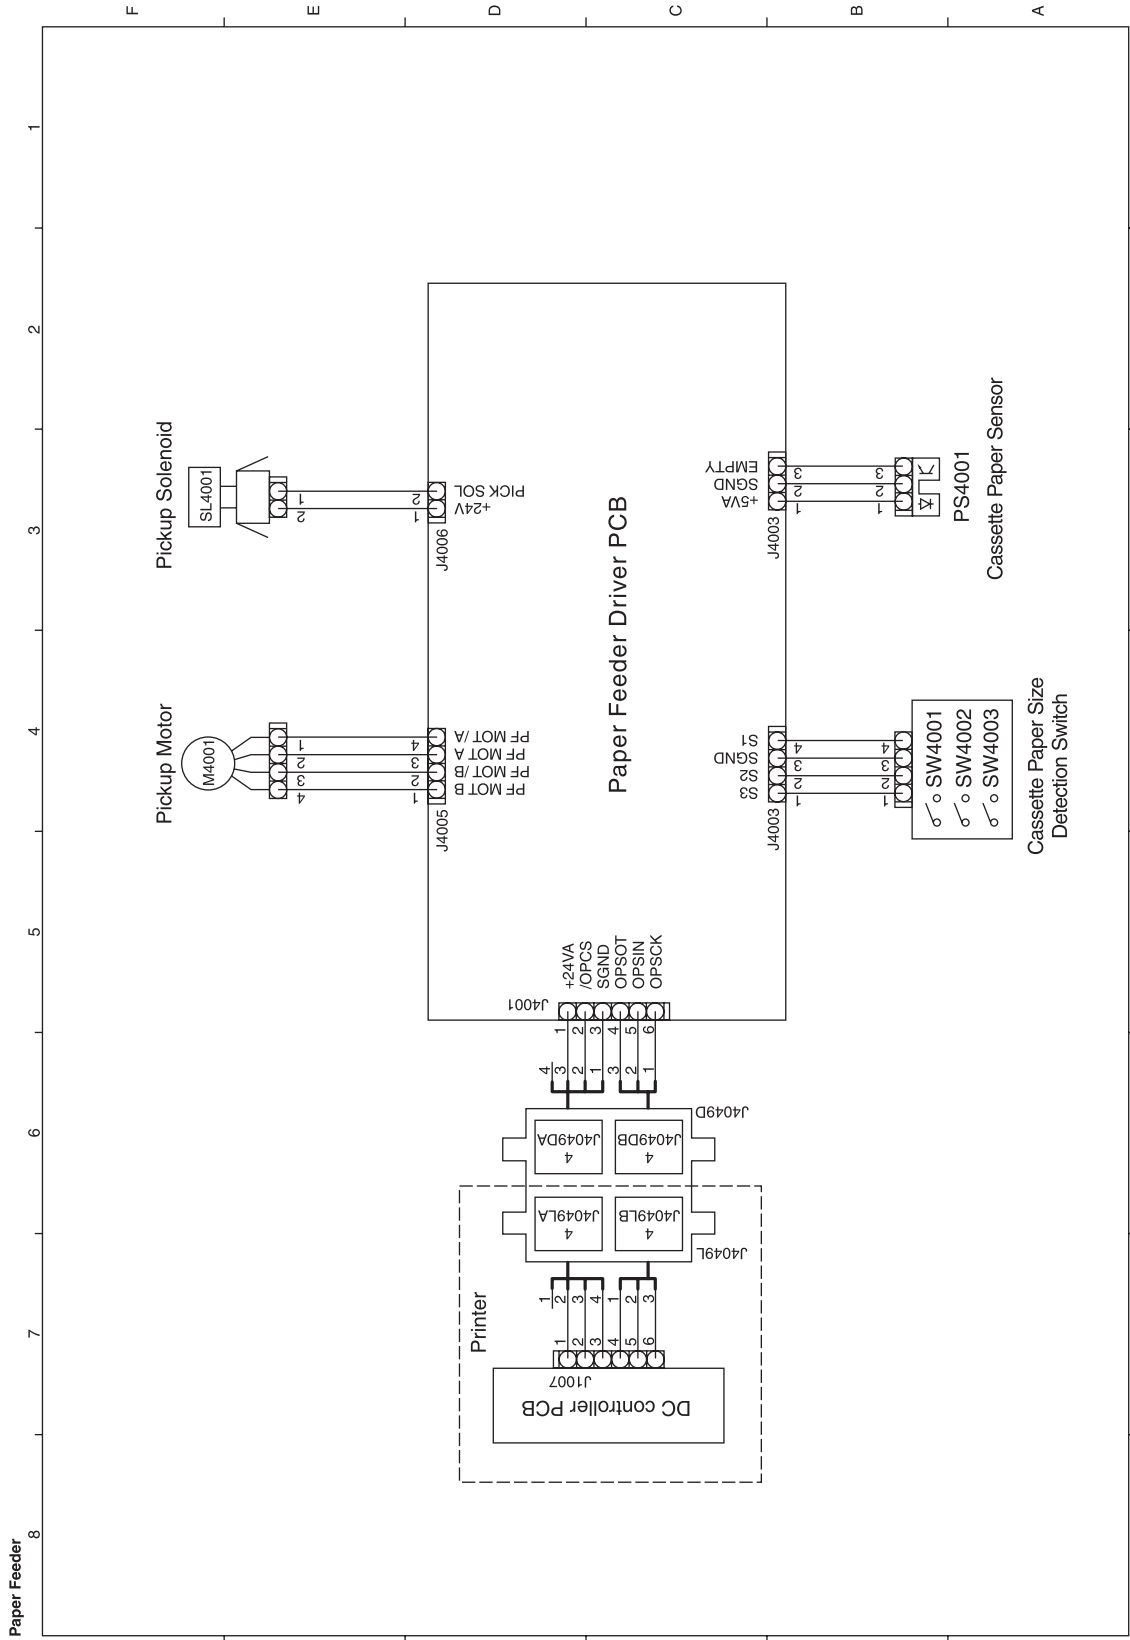 Paper Feeder
8
7
6
5
4
3
2
1
F
E
D
C
B
A
Pickup Motor
M4001
4
3
2
1
1
2
3
4
J4005
PF MOT B
PF MOT /B
PF MOT A
PF MOT /A
Pickup Solenoid
SL4001
2
1
1
2
J4006
+24V
PICK SOL
Paper Feeder Driver PCB
Printer
DC controller PCB
J1007
1
2
3
4
5
6
1
2
3
4
1
2
3
J4049L
J4049LA
4
J4049LB
4
J4049D
J4049DA
4
J4049DB
4
4
3
2
1
3
2
1
1
2
3
4
5
6
J4001
+24VA
/OPCS
SGND
OPSOT
OPSIN
OPSCK
J4003
S3
S2
SGND
S1
1
2
3
4
1
2
3
4
SW4001
SW4002
SW4003
Cassette Paper Size
Detection Switch
J4003
+5VA
SGND
EMPTY
1
2
3
1
2
3
PS4001
Cassette Paper Sensor